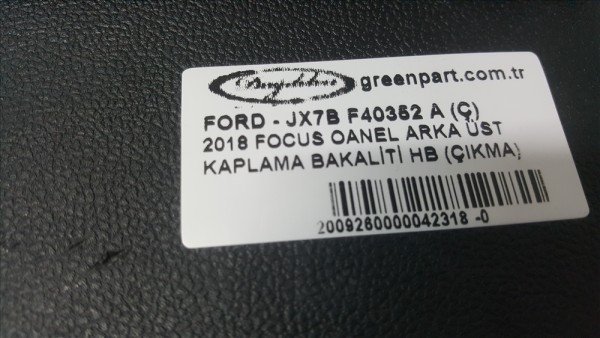 greenpart.com.tr
FORD - JX7B F40352 A (Ç)
2018 FOCUS OANEL ARKA ÜST
KAPLAMA BAKALİTİ HB (ÇIKMA)
2009260000042318 -0